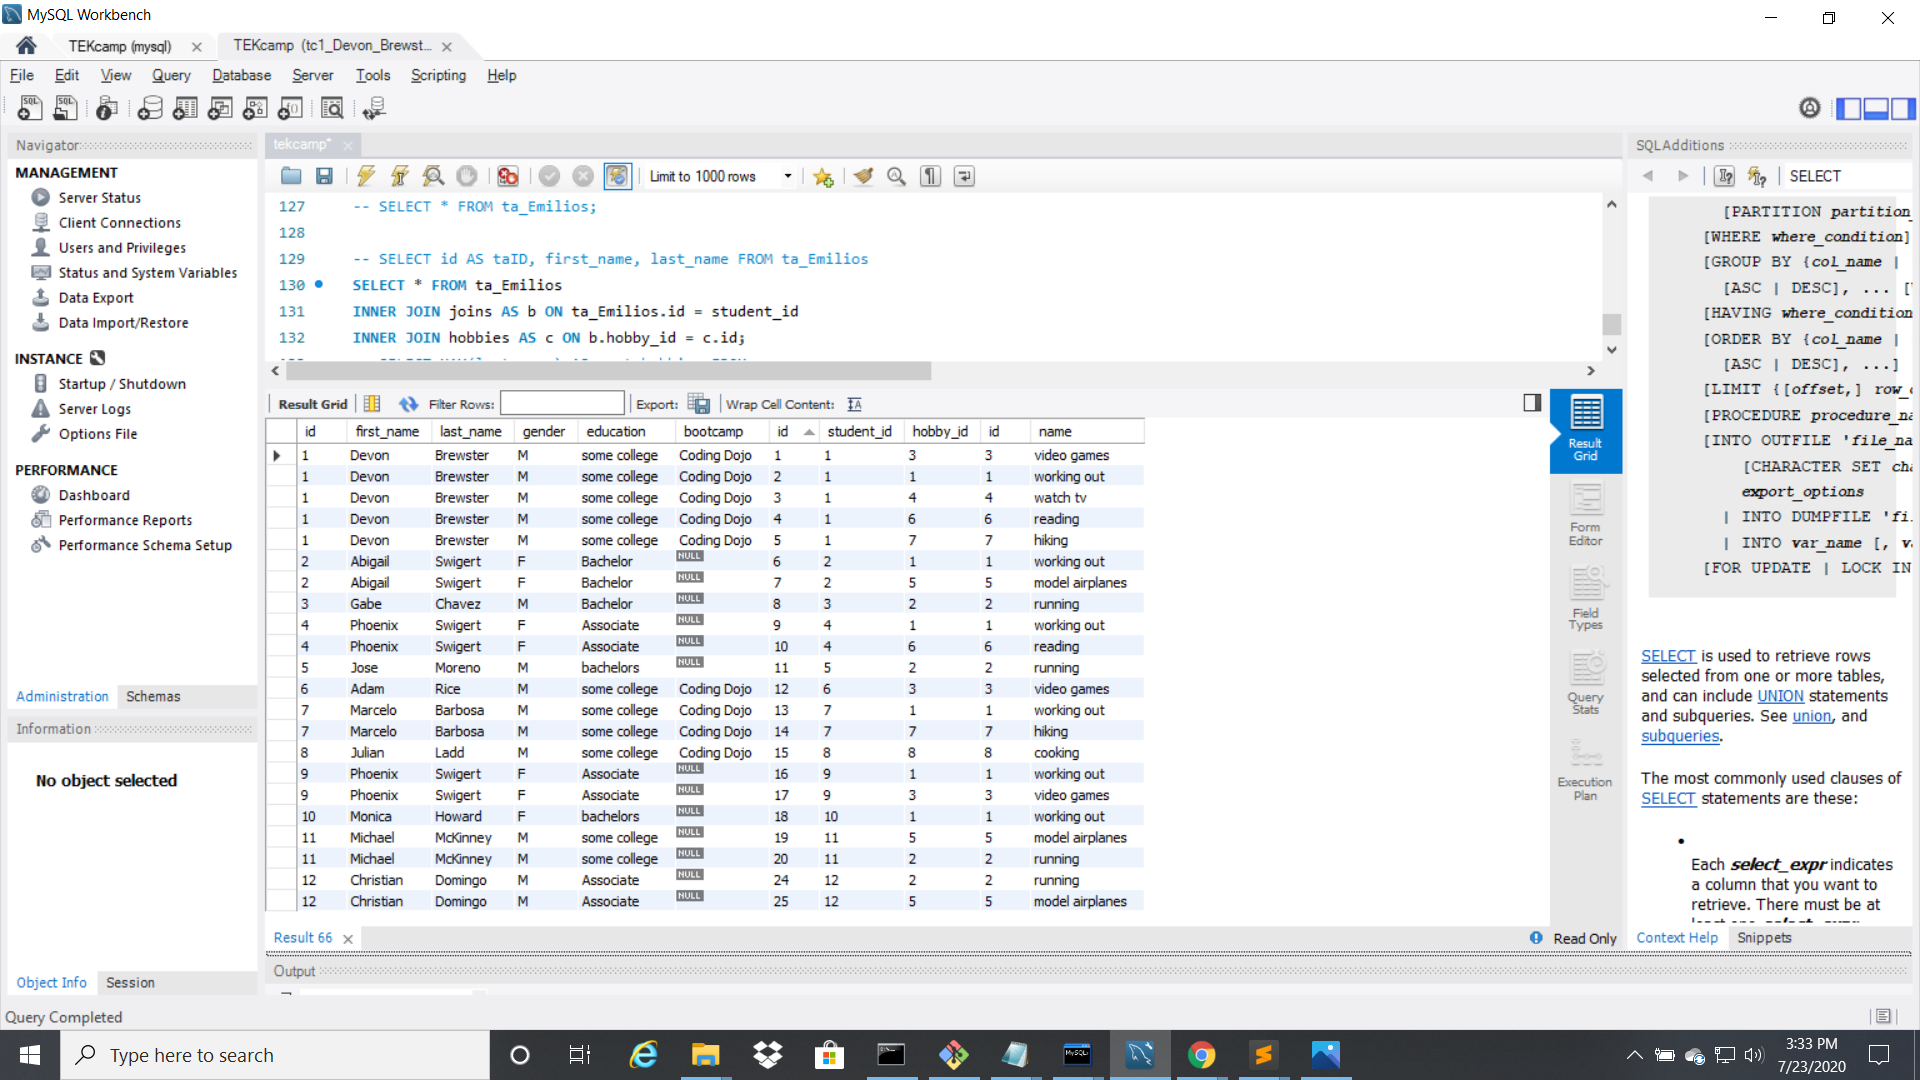 MySQL Workbench
TEKcamp (mysql)
TEKcamp (tc1_Devon_Brewst...
File Edit View Query Database Server Tools Scripting Help
Navigator
MANAGEMENT
Server Status
Client Connections
Users and Privileges
Status and System Variables
Data Export
Data Import/Restore
INSTANCE
Startup / Shutdown
Server Logs
Options File
PERFORMANCE
Dashboard
Performance Reports
Performance Schema Setup
Administration Schemas
Information
No object selected
Object Info Session
tekcamp*
Limit to 1000 rows
127 -- SELECT * FROM ta_Emilios;
128
129 -- SELECT id AS taID, first_name, last_name FROM ta_Emilios
130 SELECT * FROM ta_Emilios
131 INNER JOIN joins AS b ON ta_Emilios.id = student_id
132 INNER JOIN hobbies AS c ON b.hobby_id = c.id;
Result Grid Filter Rows: Export: Wrap Cell Content:
id first_name last_name gender education bootcamp id student_id hobby_id id name
1 Devon Brewster M some college Coding Dojo 1 1 3 3 video games
1 Devon Brewster M some college Coding Dojo 2 1 1 1 working out
1 Devon Brewster M some college Coding Dojo 3 1 4 4 watch tv
1 Devon Brewster M some college Coding Dojo 4 1 6 6 reading
1 Devon Brewster M some college Coding Dojo 5 1 7 7 hiking
2 Abigail Swigert F Bachelor NULL 6 2 1 1 working out
2 Abigail Swigert F Bachelor NULL 7 2 5 5 model airplanes
3 Gabe Chavez M Bachelor NULL 8 3 2 2 running
4 Phoenix Swigert F Associate NULL 9 4 1 1 working out
4 Phoenix Swigert F Associate NULL 10 4 6 6 reading
5 Jose Moreno M bachelors NULL 11 5 2 2 running
6 Adam Rice M some college Coding Dojo 12 6 3 3 video games
7 Marcelo Barbosa M some college Coding Dojo 13 7 1 1 working out
7 Marcelo Barbosa M some college Coding Dojo 14 7 7 7 hiking
8 Julian Ladd M some college Coding Dojo 15 8 8 8 cooking
9 Phoenix Swigert F Associate NULL 16 9 1 1 working out
9 Phoenix Swigert F Associate NULL 17 9 3 3 video games
10 Monica Howard F bachelors NULL 18 10 1 1 working out
11 Michael McKinney M some college NULL 19 11 5 5 model airplanes
11 Michael McKinney M some college NULL 20 11 2 2 running
12 Christian Domingo M Associate NULL 24 12 2 2 running
12 Christian Domingo M Associate NULL 25 12 5 5 model airplanes
Result 66
Read Only
Output
Result
Grid
Form
Editor
Field
Types
Query
Stats
Execution
Plan
SQLAdditions
SELECT
[PARTITION partition_
[WHERE where_condition]
[GROUP BY {col_name |
[ASC | DESC], ... [
[HAVING where_condition
[ORDER BY {col_name |
[ASC | DESC], ...]
[LIMIT {[offset,] row_
[PROCEDURE procedure_na
[INTO OUTFILE 'file_na
[CHARACTER SET cha
export_options
| INTO DUMPFILE 'fi
| INTO var_name [, v
[FOR UPDATE | LOCK IN
SELECT is used to retrieve rows
selected from one or more tables,
and can include UNION statements
and subqueries. See union, and
subqueries.
The most commonly used clauses of
SELECT statements are these:
• Each select_expr indicates
a column that you want to
retrieve. There must be at
Context Help Snippets
Query Completed
Type here to search
3:33 PM
7/23/2020